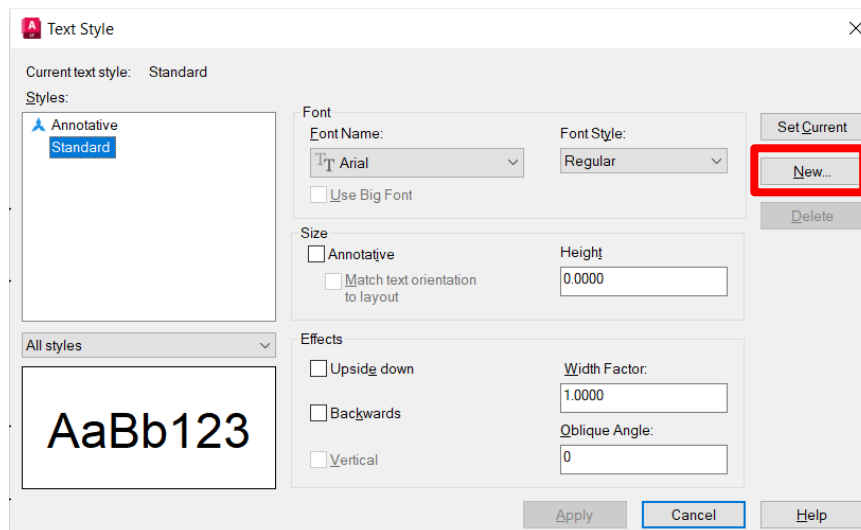 Text Style
Current text style: Standard
Styles:
Annotative
Standard
All styles
AaBb123
Font
Font Name:
Arial
Use Big Font
Font Style:
Regular
Size
Annotative
Match text orientation
to layout
Height
0.0000
Effects
Upside down
Backwards
Vertical
Width Factor:
1.0000
Oblique Angle:
0
Set Current
New...
Delete
Apply
Cancel
Help